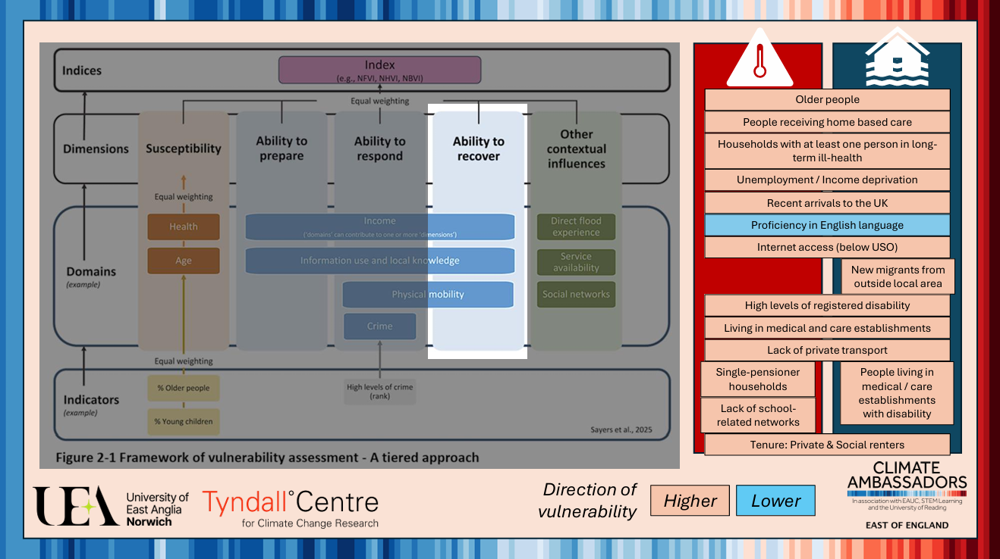 Indices
Index
(e.g., NFVI, NHVI, NBVI)
Equal weighting
Dimensions
Susceptibility
Ability to
prepare
Ability to
respond
Ability to
recover
Other
contextual
influences
Equal weighting
Domains
(example)
Health
Age
Income
('domains' can contribute to one or more 'dimensions')
Information use and local knowledge
Physical mobility
Crime
Direct flood
experience
Service
availability
Social networks
Equal weighting
Indicators
(example)
% Older people
% Young children
High levels of crime
(rank)
Sayers et al., 2025
Figure 2-1 Framework of vulnerability assessment - A tiered approach
Older people
People receiving home based care
Households with at least one person in long-
term ill-health
Unemployment / Income deprivation
Recent arrivals to the UK
Proficiency in English language
Internet access (below USO)
New migrants from
outside local area
High levels of registered disability
Living in medical and care establishments
Lack of private transport
Single-pensioner
households
Lack of school-
related networks
People living in
medical / care
establishments
with disability
Tenure: Private & Social renters
UEA
University of
East Anglia
Norwich
Tyndall°Centre
for Climate Change Research
Direction of
vulnerability
Higher
Lower
CLIMATE
AMBASSADORS
In association with EAUC, STEM Learning
and the University of Reading
EAST OF ENGLAND